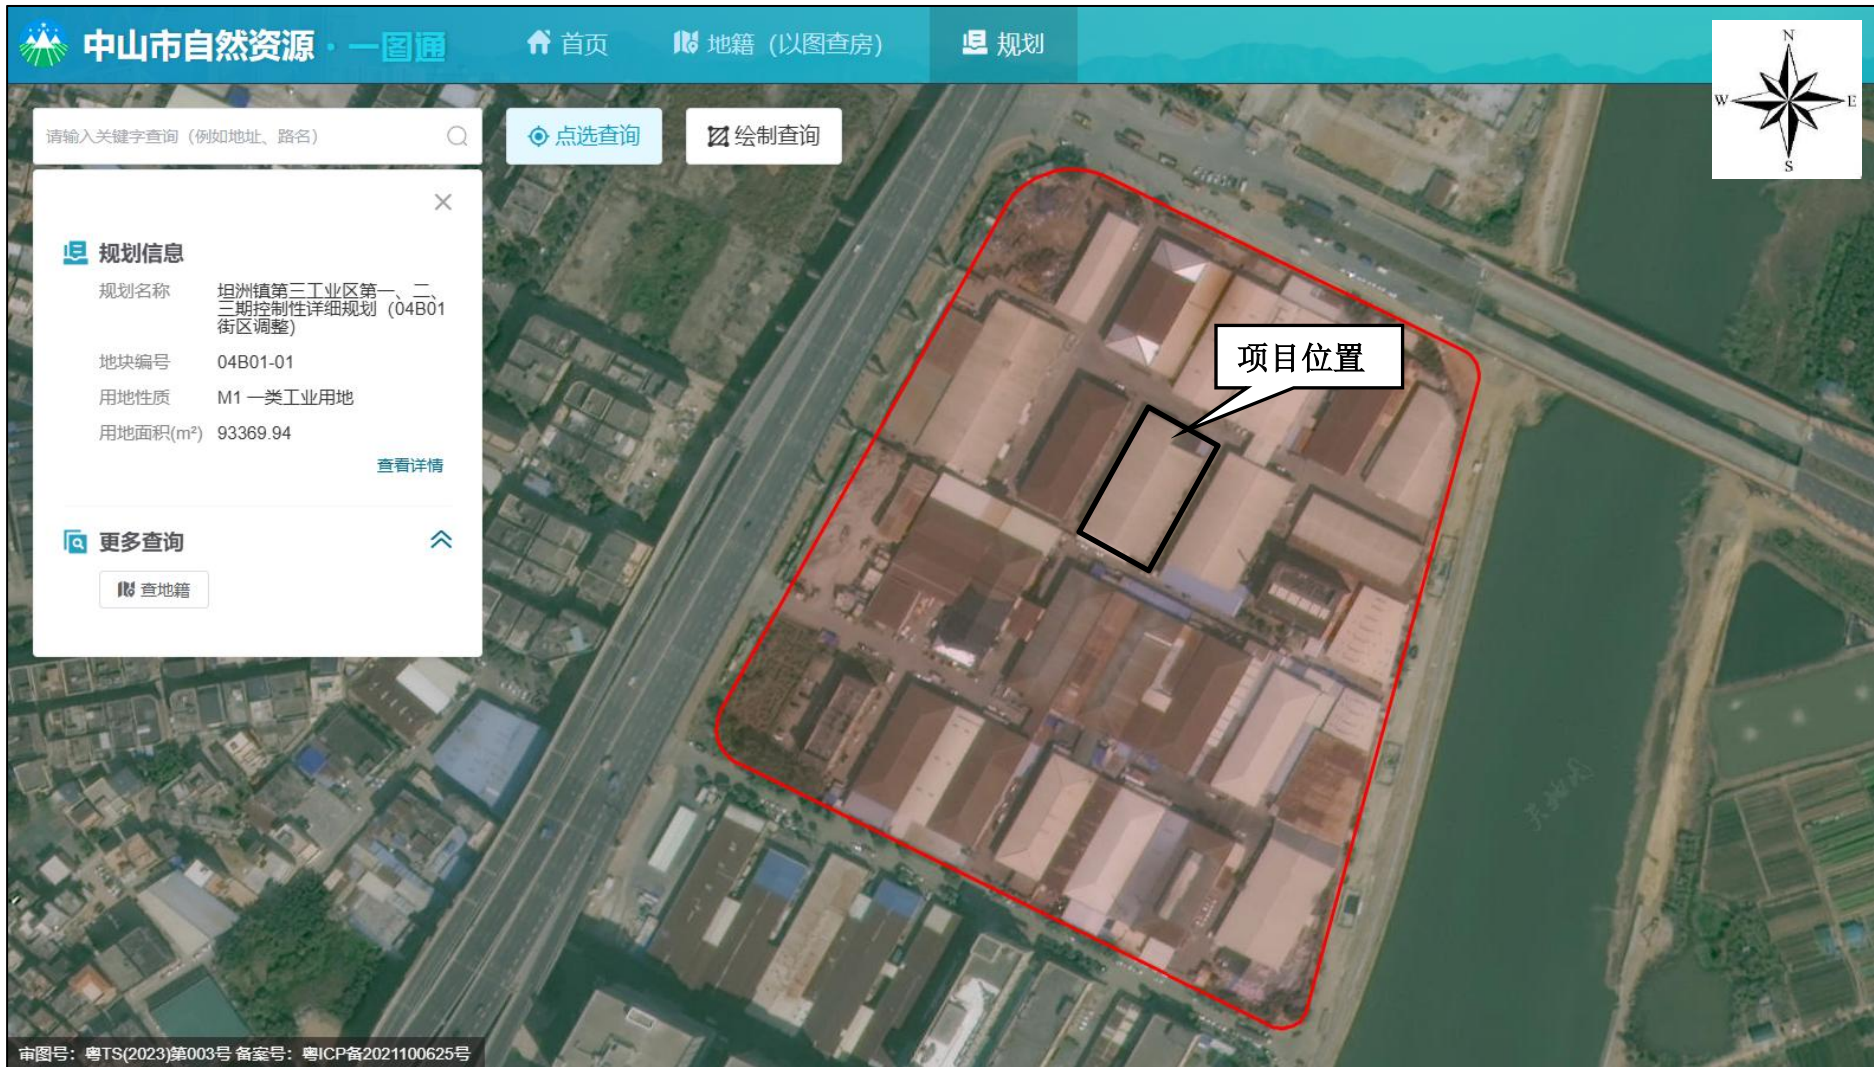 中山市自然资源·一图通
首页
地籍（以图查房）
规划
N
W
E
S
请输入关键字查询（例如地址、路名）
点选查询
绘制查询
规划信息
规划名称 坦洲镇第三工业区第一、二、
三期控制性详细规划（04B01
街区调整)
地块编号 04B01-01
用地性质 M1 一类工业用地
用地面积(m²) 93369.94
查看详情
更多查询
查地籍
项目位置
天地图
审图号：粤TS(2023)第003号 备案号：粤ICP备2021100625号